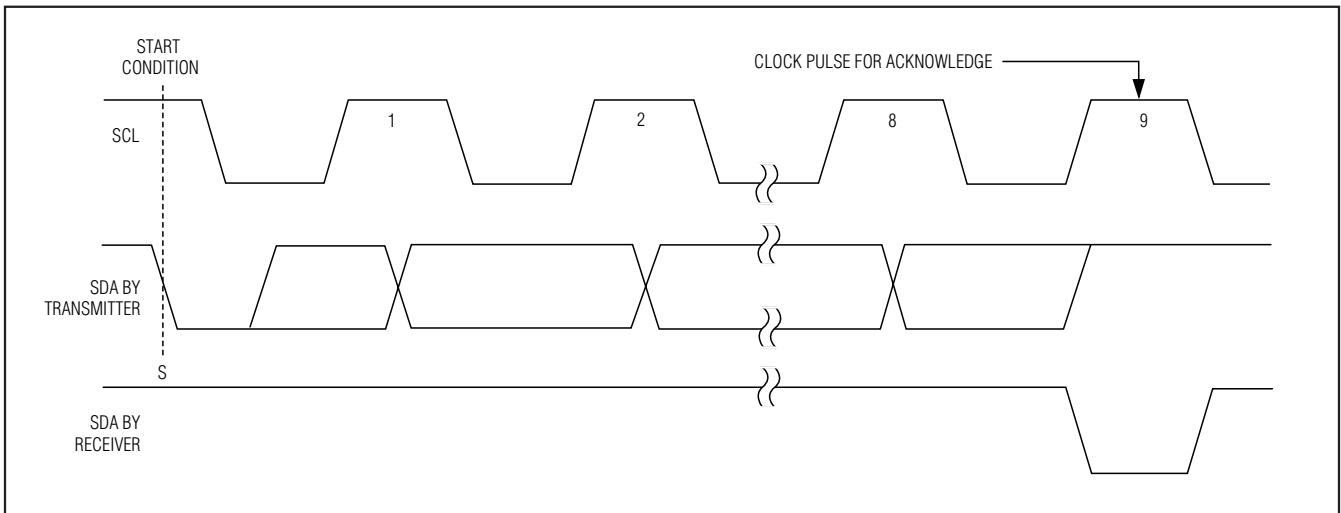 START
CONDITION
CLOCK PULSE FOR ACKNOWLEDGE
SCL
1
2
8
9
SDA BY
TRANSMITTER
S
SDA BY
RECEIVER